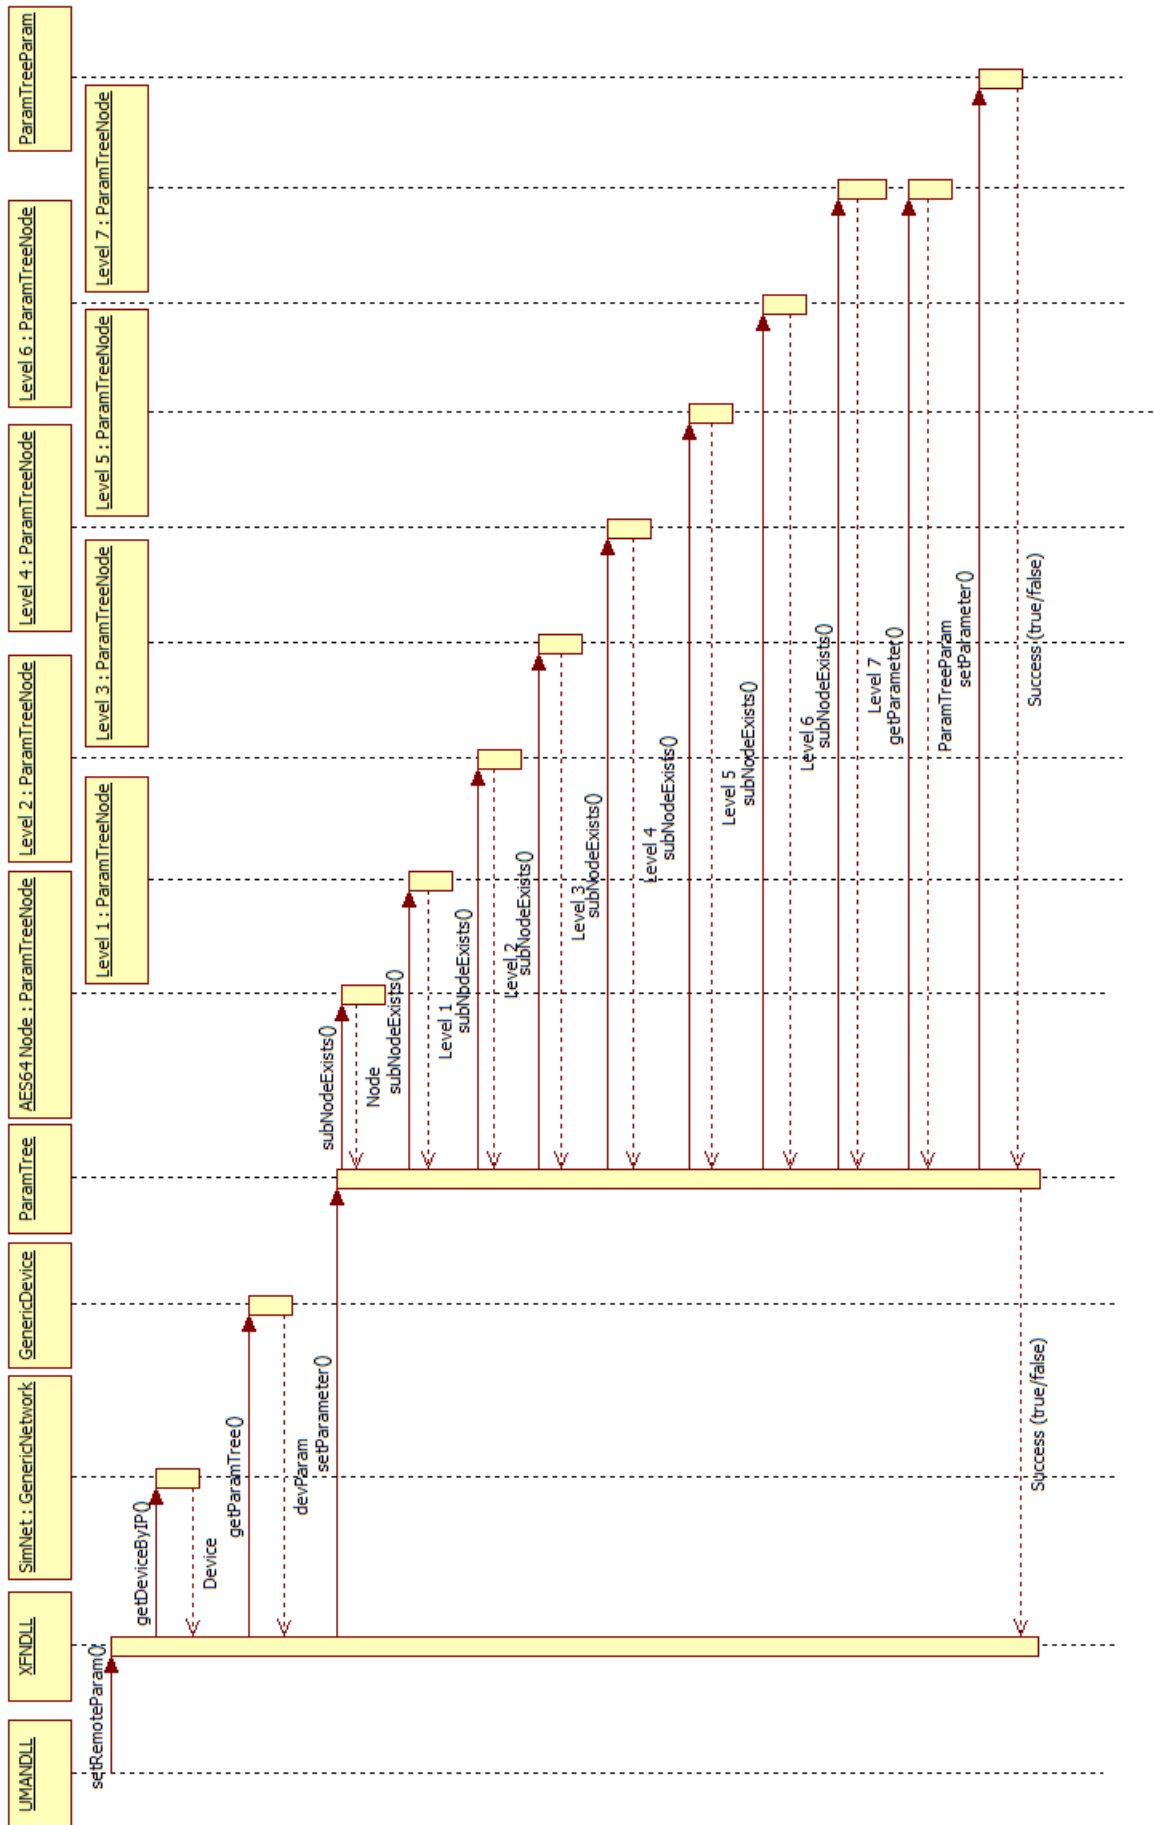 UMANDLL
XFNDLL
SimNet : GenericNetwork
GenericDevice
ParamTree
AES64 Node : ParamTreeNode
Level 2 : ParamTreeNode
Level 4 : ParamTreeNode
Level 6 : ParamTreeNode
ParamTreeParam
Level 1 : ParamTreeNode
Level 3 : ParamTreeNode
Level 5 : ParamTreeNode
Level 7 : ParamTreeNode
setRemoteParam()
getDeviceByIP()
Device
getParamTree()
devParam
setParameter()
subNodeExists()
Node
subNodeExists()
Level 1
subNodeExists()
Level 2
subNodeExists()
Level 3
subNodeExists()
Level 4
subNodeExists()
Level 5
subNodeExists()
Level 6
subNodeExists()
Level 7
getParameter()
ParamTreeParam
setParameter()
Success (true/false)
Success (true/false)